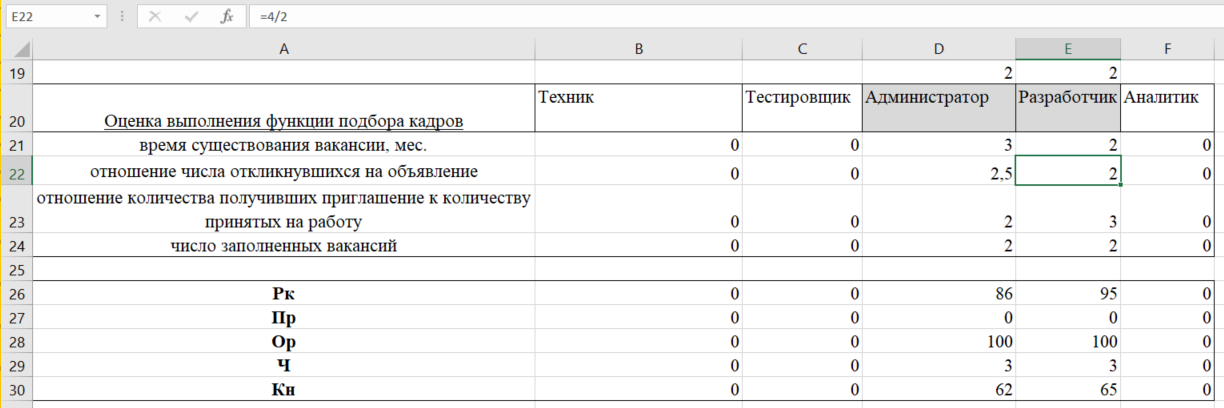 E22 fx =4/2
A B C D E F
19 2 2
Техник Тестировщик Администратор Разработчик Аналитик
20 Оценка выполнения функции подбора кадров
21 время существования вакансии, мес. 0 0 3 2 0
22 отношение числа откликнувшихся на объявление 0 0 2,5 2 0
отношение количества получивших приглашение к количеству
23 принятых на работу 0 0 2 3 0
24 число заполненных вакансий 0 0 2 2 0
25
26 Рк 0 0 86 95 0
27 Пр 0 0 0 0 0
28 Ор 0 0 100 100 0
29 Ч 0 0 3 3 0
30 Кн 0 0 62 65 0